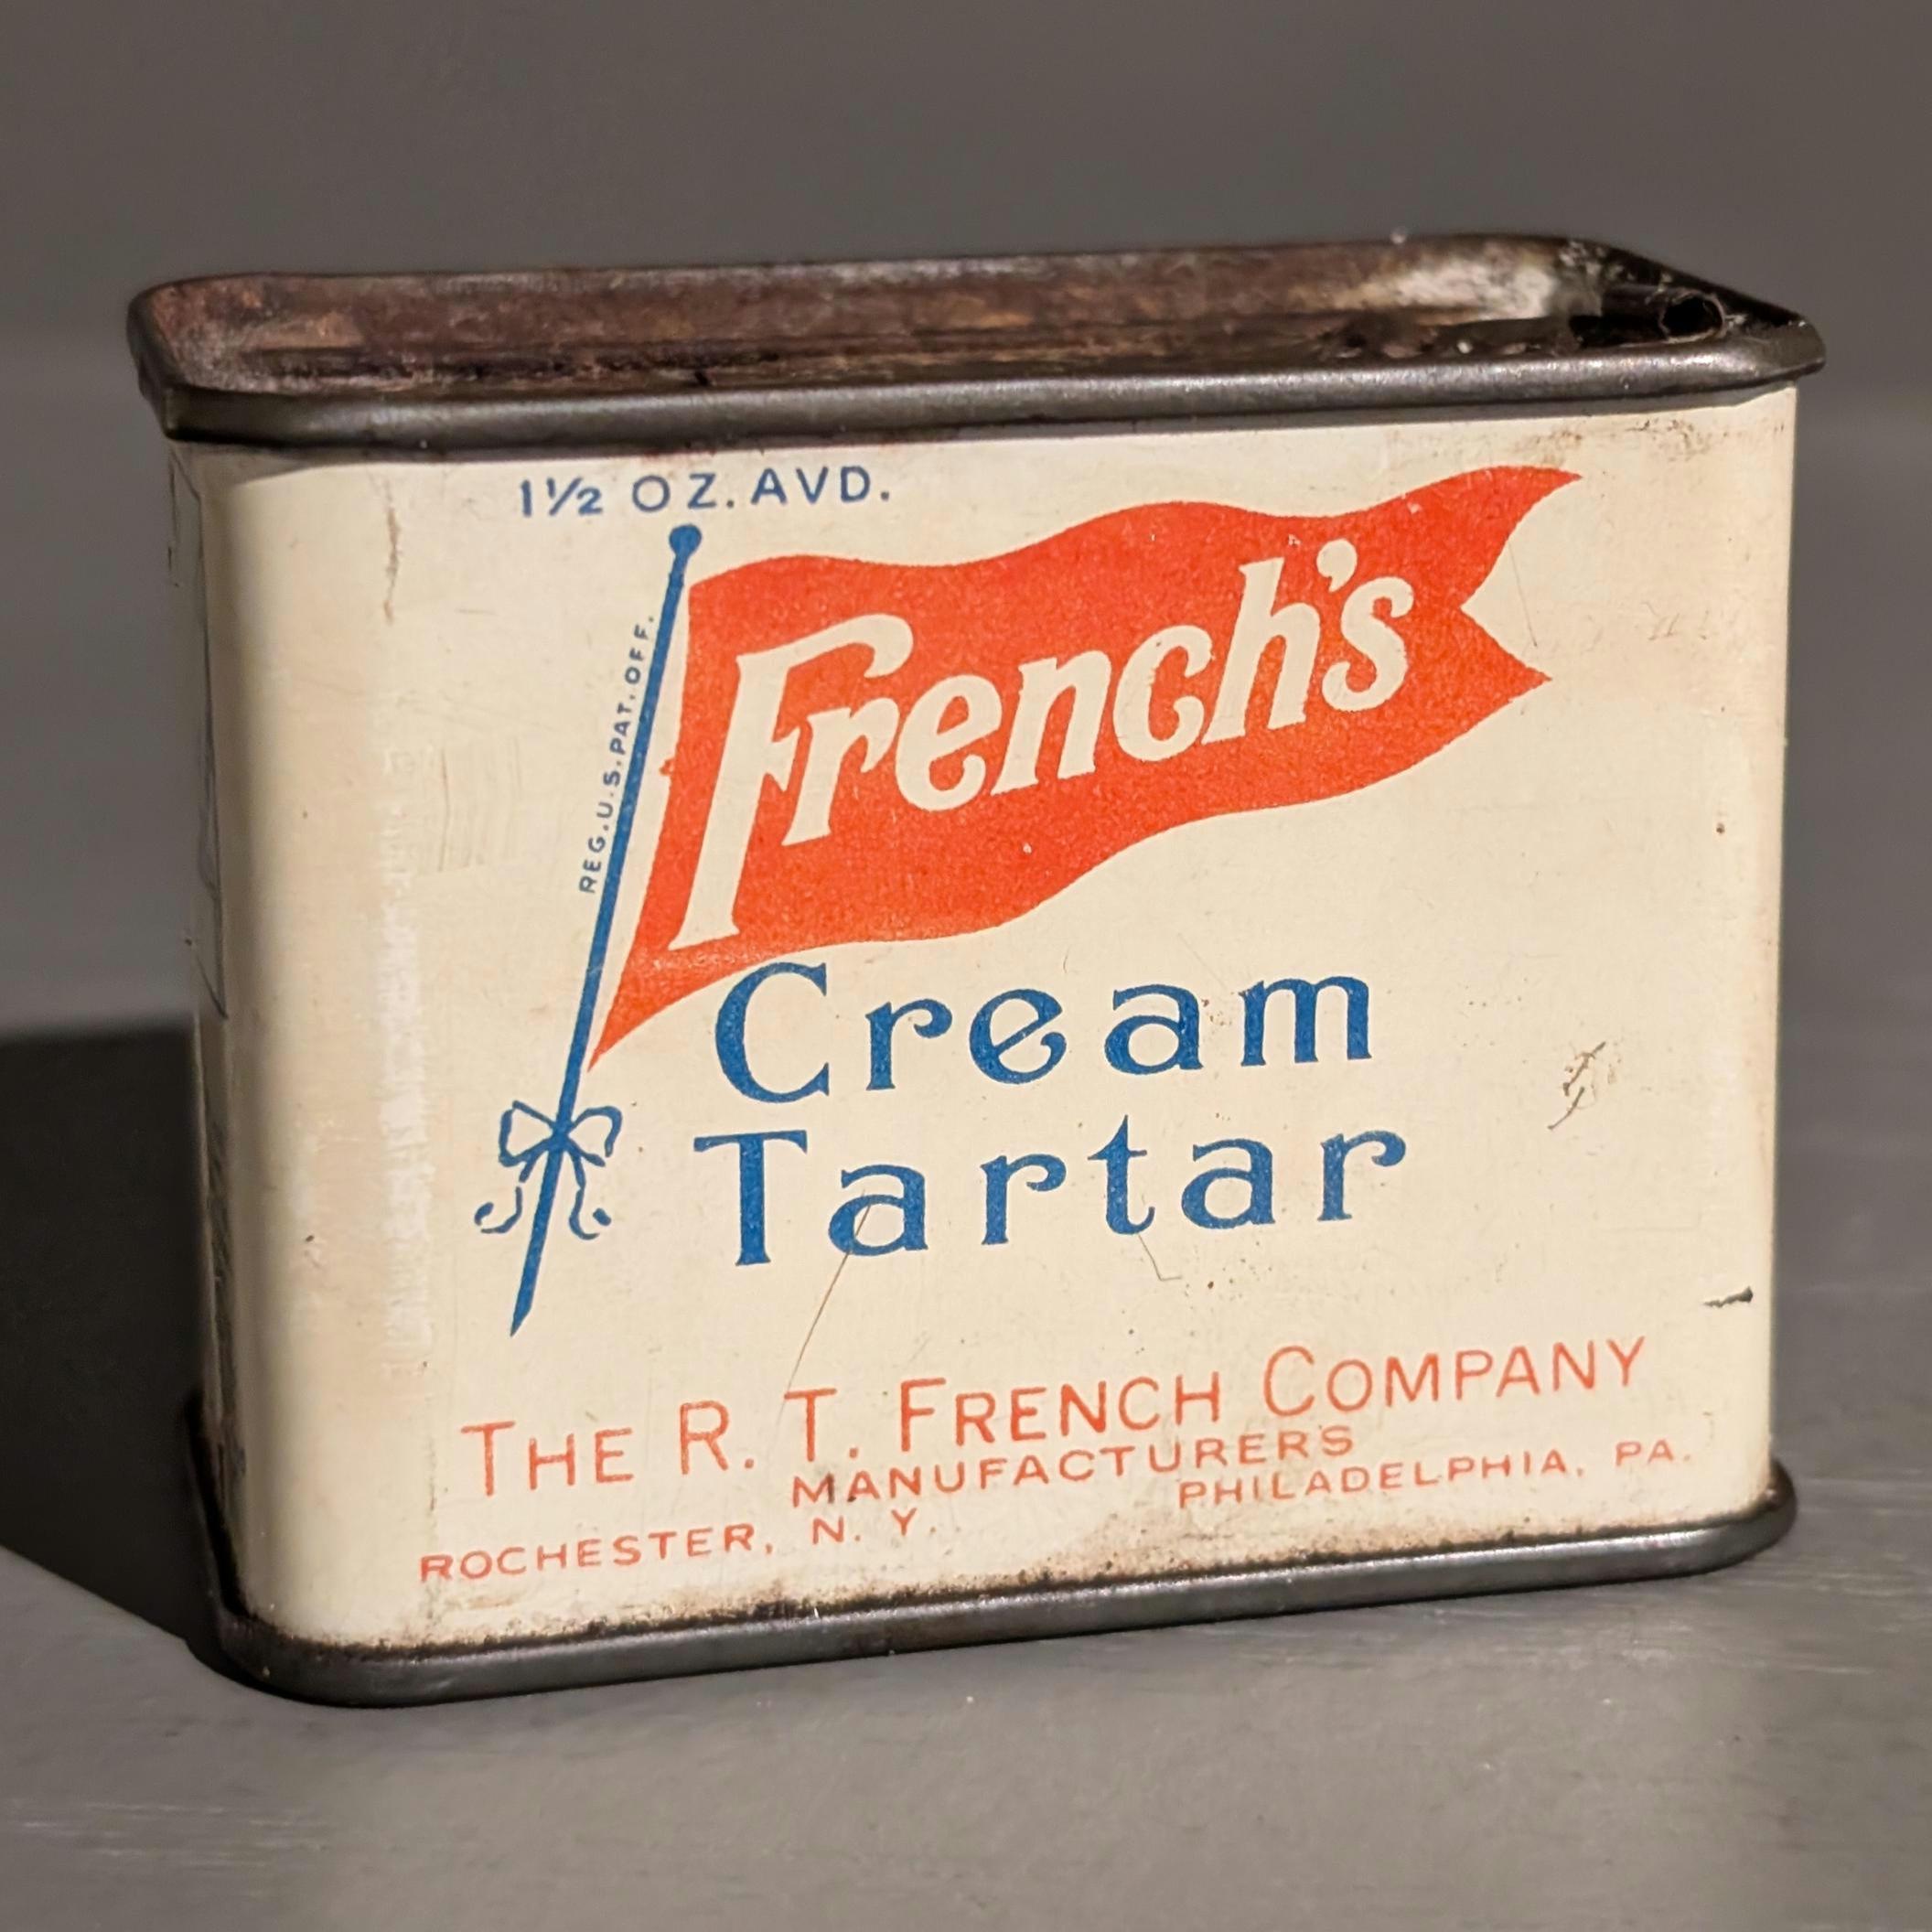 1½ OZ. AVD.
REG. U.S. PAT. OFF.
French's
Cream
Tartar
THE R. T. FRENCH COMPANY
MANUFACTURERS
ROCHESTER, N. Y. PHILADELPHIA, PA.